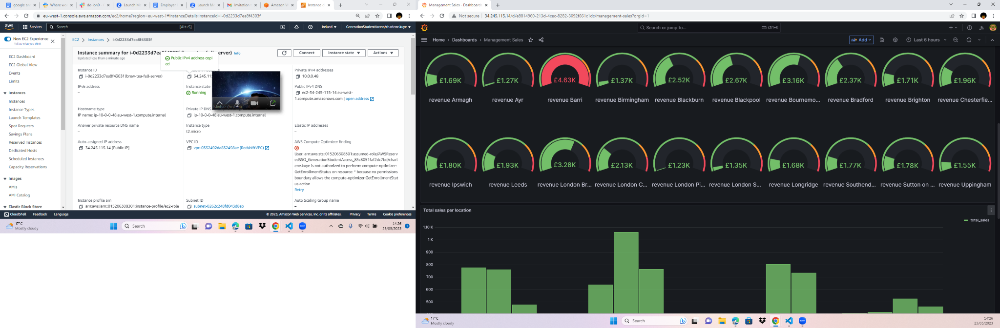 google an
Where wo
de-lon9 -
Launch M
Employer
Launch M
Invitation
Amazon W
Instance d
eu-west-1.console.aws.amazon.com/ec2/home?region=eu-west-1#InstanceDetails:instanceId=i-0d2233d7ea8f4303f
aws
Services
Search
[Alt+S]
Ireland
GenerationStudentAccess/charlene.kuye
New EC2 Experience
Tell us what you think
EC2 Dashboard
EC2 Global View
Events
Limits
Instances
Instances
Instance Types
Launch Templates
Spot Requests
Savings Plans
Reserved Instances
Dedicated Hosts
Scheduled Instances
Capacity Reservations
Images
AMIs
AMI Catalog
Elastic Block Store
EC2 > Instances > i-0d2233d7ea8f4303f
Instance summary for i-0d2233d7ea8f4303f (brew-tea-full-server) Info
Updated less than a minute ago
Connect
Instance state
Actions
Public IPv4 address copi
ed
Instance ID
i-0d2233d7ea8f4303f (brew-tea-full-server)
34.245.11
Private IPv4 addresses
10.0.0.48
IPv6 address
–
Instance state
Running
Public IPv4 DNS
ec2-34-245-115-14.eu-west-
1.compute.amazonaws.com | open address
Minhaz (he/him)
Hostname type
IP name: ip-10-0-0-48.eu-west-1.compute.internal
Private IP DNS
ip-10-0-0-48.eu-west-1.compute.internal
Answer private resource DNS name
–
Instance type
t2.micro
Elastic IP addresses
–
Auto-assigned IP address
34.245.115.14 [Public IP]
VPC ID
vpc-0352492da832498ae (RedshiftVPC)
AWS Compute Optimizer finding
User: arn:aws:sts::015206308301:assumed-role/AWSReserv
edSSO_GenerationStudentAccess_85c8051faf2dc7bd/charl
ene.kuye is not authorized to perform: compute-optimizer:
GetEnrollmentStatus on resource: * because no permissions
boundary allows the compute-optimizer:GetEnrollmentStat
us action
Retry
Instance profile arn
arn:aws:iam::015206308301:instance-profile/ec2-role
Subnet ID
subnet-0262c248fd043d8eb
Auto Scaling Group name
–
CloudShell
Feedback
Language
© 2023, Amazon Web Services, Inc. or its affiliates.
Privacy
Terms
Cookie preferences
17°C
Mostly cloudy
Search
14:26
23/05/2023
1
Management Sales - Dashboards
Not secure | 34.245.115.14/d/e8814960-213d-4cec-8282-3092f661c1dc/management-sales?orgId=1
Search or jump to...
ctrl+k
Home > Dashboards > Management Sales
Add
Last 6 hours
£1.69K
£1.27K
£4.63K
£1.37K
£2.52K
£2.67K
£3.16K
£2.37K
£1.71K
£1.96K
revenue Armagh
revenue Ayr
revenue Barri
revenue Birmingham
revenue Blackburn
revenue Blackpool
revenue Bournemo...
revenue Bradford
revenue Brighton
revenue Chesterfie...
£1.80K
£1.93K
£3.28K
£2.13K
£1.23K
£1.35K
£1.68K
£1.77K
£1.78K
£1.55K
revenue Ipswich
revenue Leeds
revenue London Br...
revenue London C...
revenue London Pi...
revenue London S...
revenue Longridge
revenue Southend...
revenue Sutton on ...
revenue Uppingham
Total sales per location
total_sales
1.10 K
1 K
900
800
700
600
500
17°C
Mostly cloudy
Search
14:26
23/05/2023